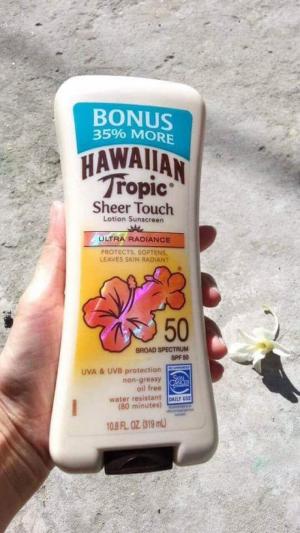 BONUS
35% MORE
HAWAIIAN
Tropic®
Sheer Touch
Lotion Sunscreen
ULTRA RADIANCE
PROTECTS, SOFTENS,
LEAVES SKIN RADIANT
50
BROAD SPECTRUM
SPF 50
UVA & UVB protection
non-greasy
oil free
water resistant
(80 minutes)
DAILY USE
10.8 FL. OZ. (319 mL)